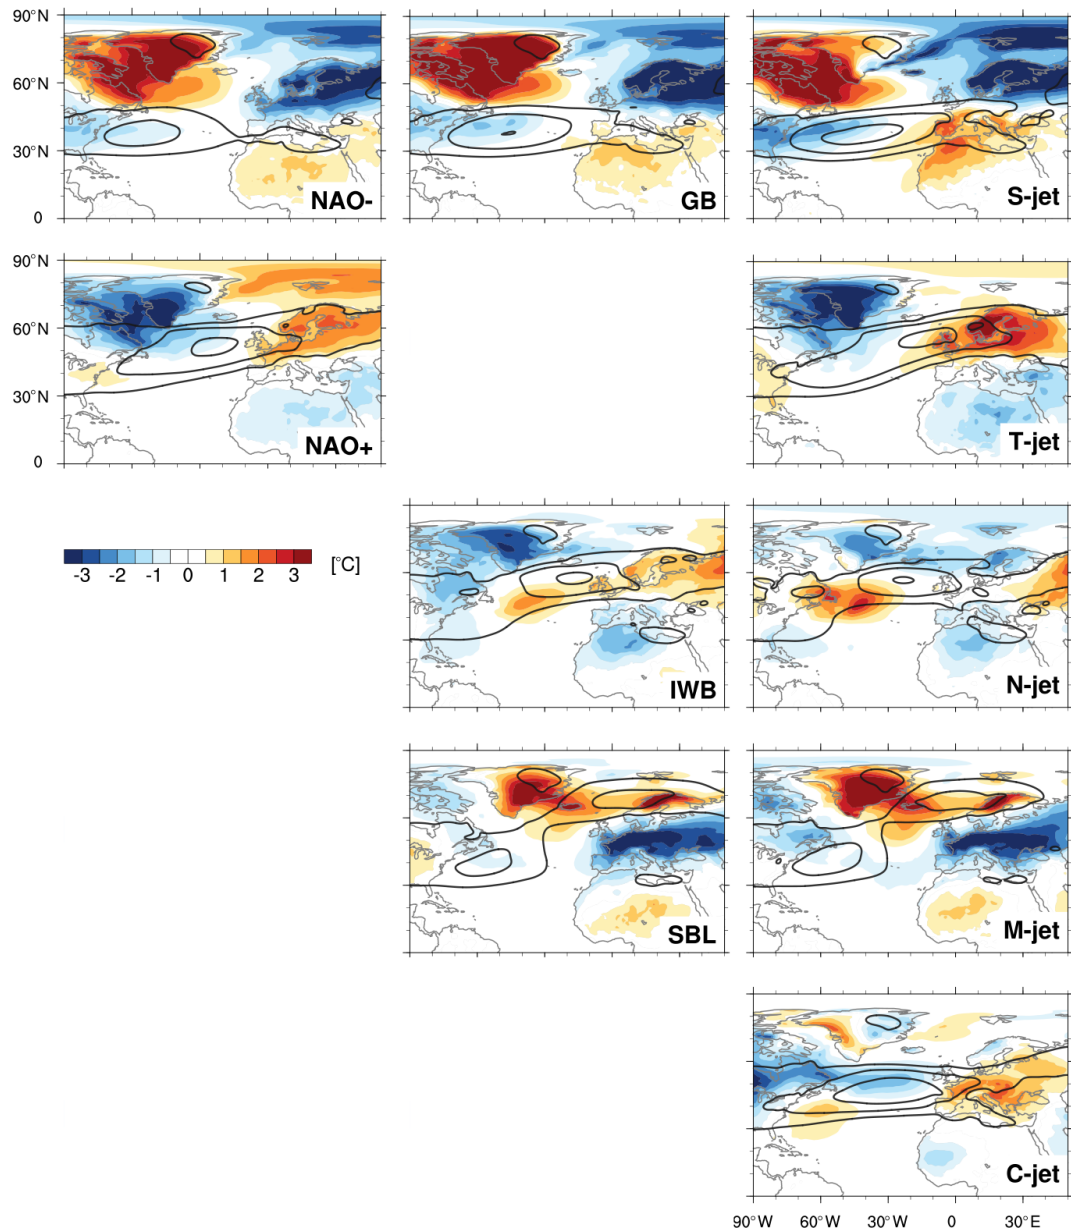 90°N
60°N
30°N
0
NAO-
GB
S-jet
90°N
60°N
30°N
0
NAO+
T-jet
-3 -2 -1 0 1 2 3 [°C]
IWB
N-jet
SBL
M-jet
C-jet
90°W 60°W 30°W 0 30°E